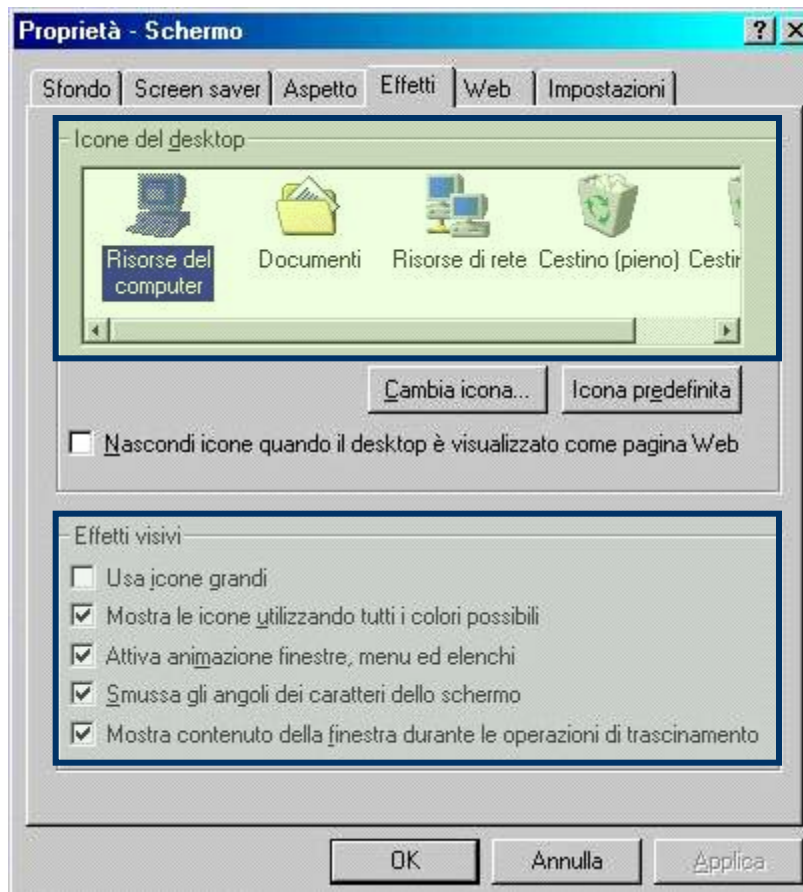 Proprietà - Schermo
Sfondo Screen saver Aspetto Effetti Web Impostazioni
Icone del desktop
Risorse del computer
Documenti
Risorse di rete
Cestino (pieno)
Cestin
Cambia icona... Icona predefinita
Nascondi icone quando il desktop è visualizzato come pagina Web
Effetti visivi
Usa icone grandi
Mostra le icone utilizzando tutti i colori possibili
Attiva animazione finestre, menu ed elenchi
Smussa gli angoli dei caratteri dello schermo
Mostra contenuto della finestra durante le operazioni di trascinamento
OK Annulla Applica